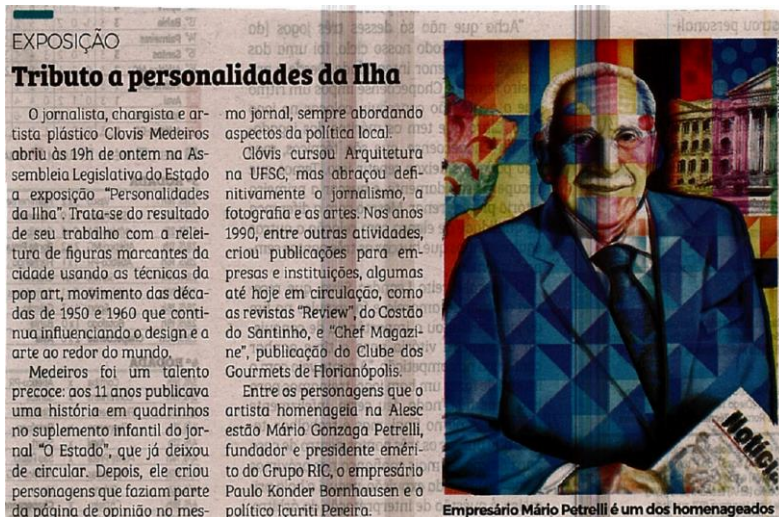 EXPOSIÇÃO
Tributo a personalidades da Ilha
O jornalista, chargista e ar-
tista plástico Clovis Medeiros
abriu às 19h de ontem na As-
sembleia Legislativa do Estado
a exposição "Personalidades
da Ilha". Trata-se do resultado
de seu trabalho com a relei-
tura de figuras marcantes da
cidade usando as técnicas da
pop art, movimento das déca-
das de 1950 e 1960 que conti-
nua influenciando o design e a
arte ao redor do mundo.
Medeiros foi um talento
precoce: aos 11 anos publicava
uma história em quadrinhos
no suplemento infantil do jor-
nal "O Estado", que já deixou
de circular. Depois, ele criou
personagens que faziam parte
da página de opinião no mes-
mo jornal, sempre abordando
aspectos da política local.
Clóvis cursou Arquitetura
na UFSC, mas abraçou defi-
nitivamente o jornalismo, a
fotografia e as artes. Nos anos
1990, entre outras atividades,
criou publicações para em-
presas e instituições, algumas
até hoje em circulação, como
as revistas "Review", do Costão
do Santinho, e "Chef Magazi-
ne", publicação do Clube dos
Gourmets de Florianópolis.
Entre os personagens que o
artista homenageia na Alesc
estão Mário Gonzaga Petrelli,
fundador e presidente eméri-
to do Grupo RIC, o empresário
Paulo Konder Bornhausen e o
político Icuriti Pereira.
Notíci
Empresário Mário Petrelli é um dos homenageados